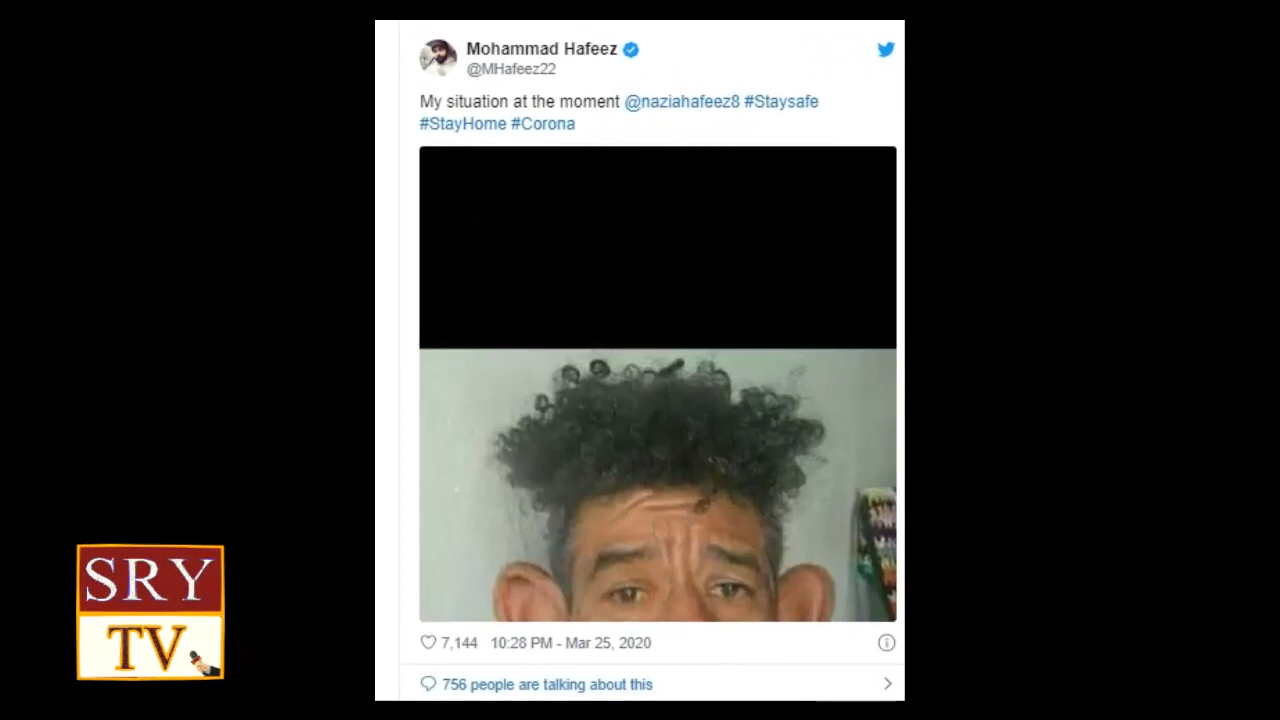 Mohammad Hafeez
@MHafeez22
My situation at the moment @naziahafeez8 #Staysafe
#StayHome #Corona
7,144 10:28 PM - Mar 25, 2020
756 people are talking about this
SRY
TV